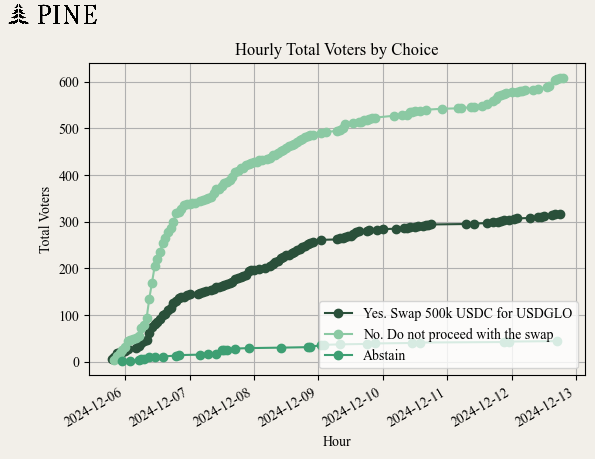 PINE
Hourly Total Voters by Choice
600
500
400
300
200
100
0
Total Voters
Yes. Swap 500k USDC for USDGLO
No. Do not proceed with the swap
Abstain
2024-12-06
2024-12-07
2024-12-08
2024-12-09
2024-12-10
2024-12-11
2024-12-12
2024-12-13
Hour